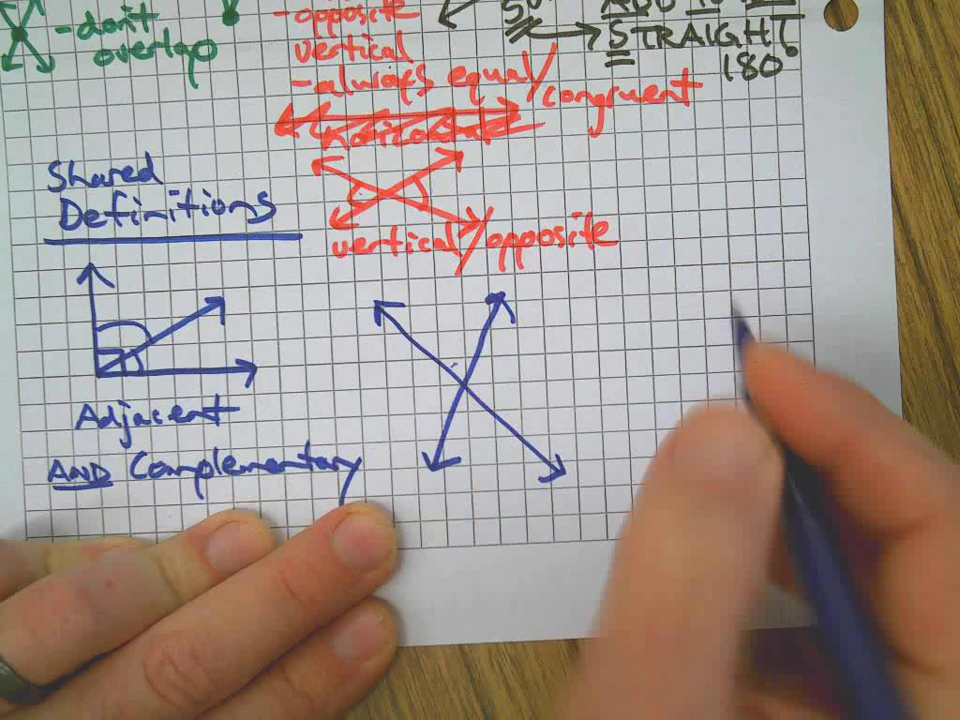 -don't
overlap
-opposite
vertical
-always equal/
congruent
STRAIGHT
180°
vertical/opposite
Shared
Definitions
Adjacent
AND Complementary